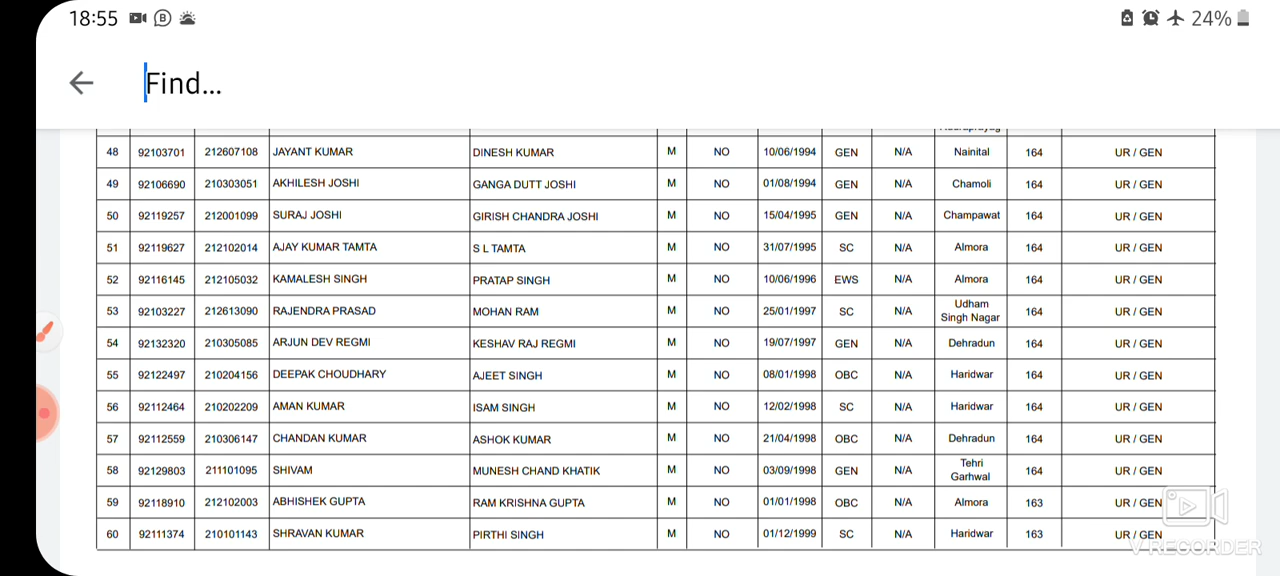 18:55 B 24%
Find...
48 92103701 212607108 JAYANT KUMAR DINESH KUMAR M NO 10/06/1994 GEN N/A Nainital 164 UR / GEN
49 92106690 210303051 AKHILESH JOSHI GANGA DUTT JOSHI M NO 01/08/1994 GEN N/A Chamoli 164 UR / GEN
50 92119257 212001099 SURAJ JOSHI GIRISH CHANDRA JOSHI M NO 15/04/1995 GEN N/A Champawat 164 UR / GEN
51 92119627 212102014 AJAY KUMAR TAMTA S L TAMTA M NO 31/07/1995 SC N/A Almora 164 UR / GEN
52 92116145 212105032 KAMALESH SINGH PRATAP SINGH M NO 10/06/1996 EWS N/A Almora 164 UR / GEN
53 92103227 212613090 RAJENDRA PRASAD MOHAN RAM M NO 25/01/1997 SC N/A Udham Singh Nagar 164 UR / GEN
54 92132320 210305085 ARJUN DEV REGMI KESHAV RAJ REGMI M NO 19/07/1997 GEN N/A Dehradun 164 UR / GEN
55 92122497 210204156 DEEPAK CHOUDHARY AJEET SINGH M NO 08/01/1998 OBC N/A Haridwar 164 UR / GEN
56 92112464 210202209 AMAN KUMAR ISAM SINGH M NO 12/02/1998 SC N/A Haridwar 164 UR / GEN
57 92112559 210306147 CHANDAN KUMAR ASHOK KUMAR M NO 21/04/1998 OBC N/A Dehradun 164 UR / GEN
58 92129803 211101095 SHIVAM MUNESH CHAND KHATIK M NO 03/09/1998 GEN N/A Tehri Garhwal 164 UR / GEN
59 92118910 212102003 ABHISHEK GUPTA RAM KRISHNA GUPTA M NO 01/01/1998 OBC N/A Almora 163 UR / GEN
60 92111374 210101143 SHRAVAN KUMAR PIRTHI SINGH M NO 01/12/1999 SC N/A Haridwar 163 UR / GEN
V RECORDER